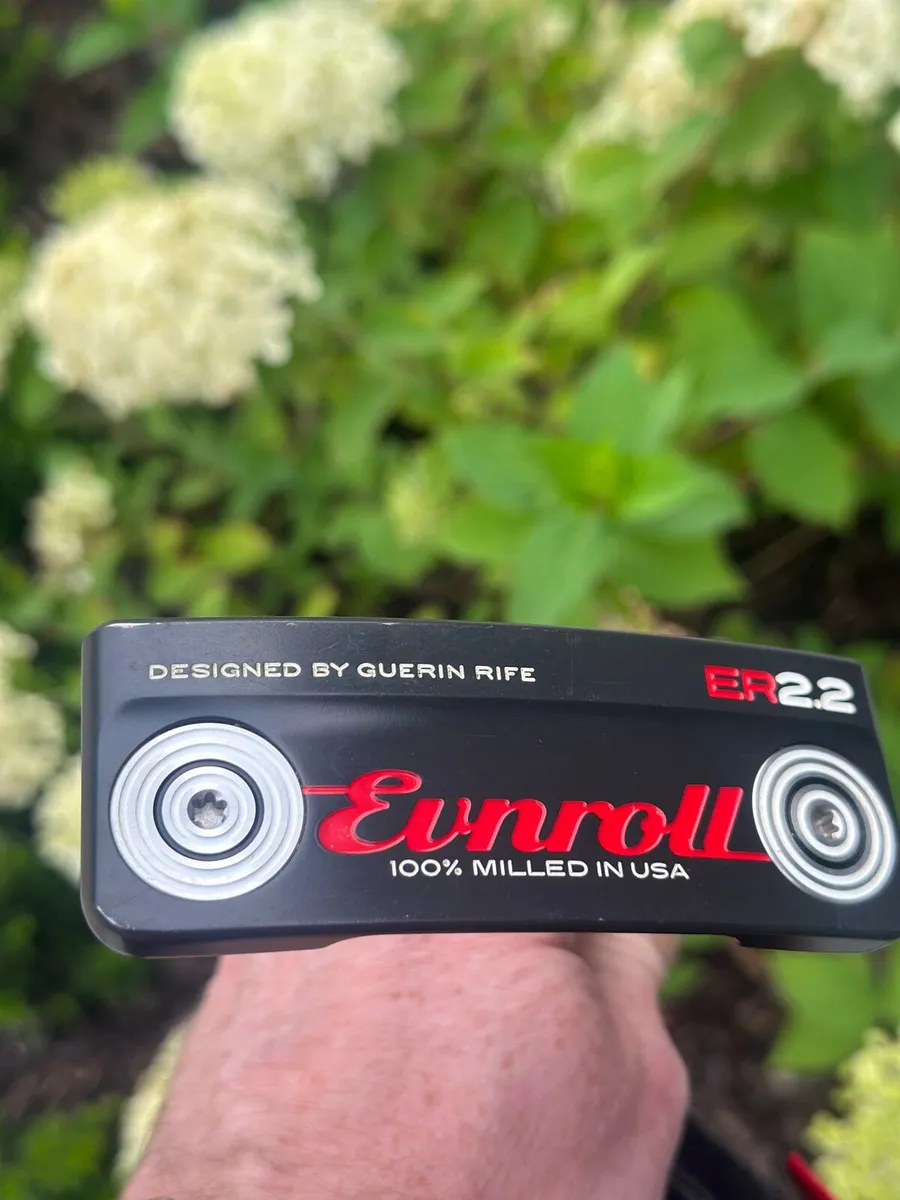 DESIGNED BY GUERIN RIFE
ER2.2
Evnroll
100% MILLED IN USA